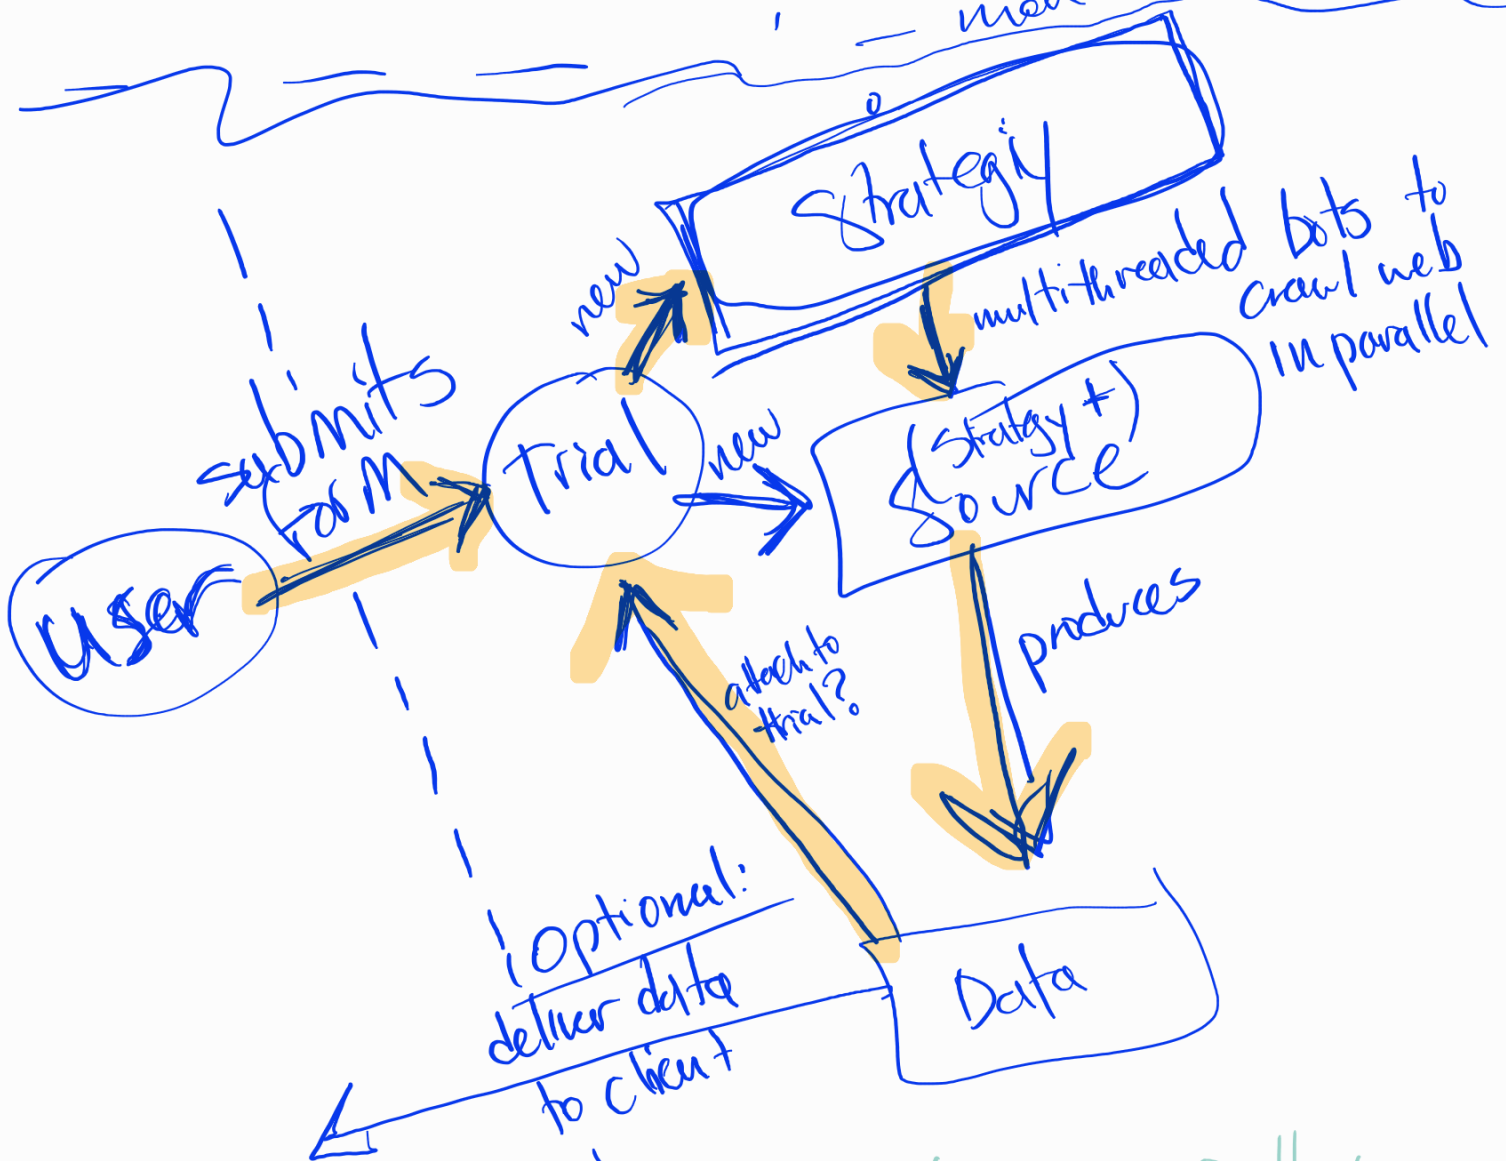 Strategy
new
multithreaded bots to
crawl web
in parallel
submits
form
Trial
new
(Strategy +)
Source
user
produces
attach to
trial?
optional:
deliver data
to client
Data